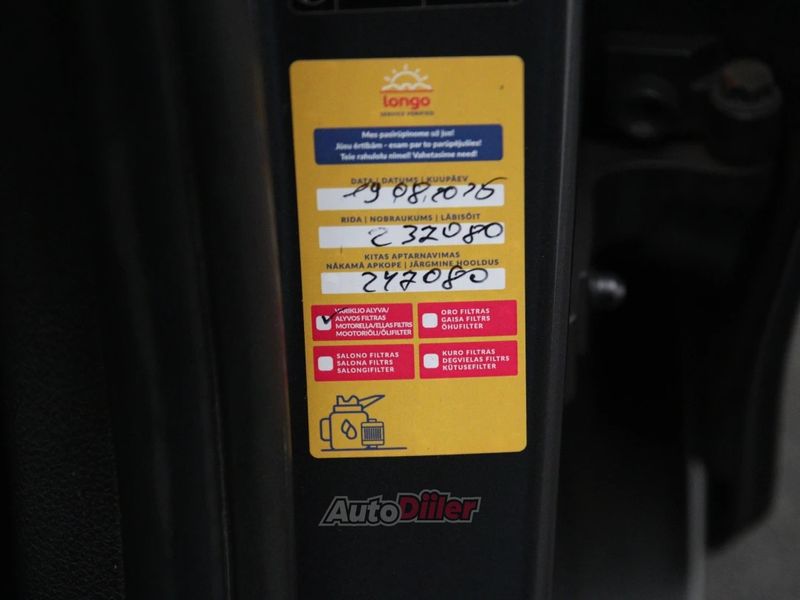 longo
SERVICE VERIFIED
Mes pasirūpinome už jus!
Jūsu ērtībām - esam par to parūpējušies!
Teie rahulolu nimel! Vahetasime need!
DATA | DATUMS | KUUPÄEV
19 08.2025
RIDA | NOBRAUKUMS | LÄBISÕIT
232080
KITAS APTARNAVIMAS
NĀKAMĀ APKOPE | JÄRGMINE HOOLDUS
247080
VARIKLIO ALYVA/
ALYVOS FILTRAS
MOTORELLA/EĻĻAS FILTRS
MOOTORIÕLI/ÕLIFILTER
ORO FILTRAS
GAISA FILTRS
ÕHUFILTER
SALONO FILTRAS
SALONA FILTRS
SALONGIFILTER
KURO FILTRAS
DEGVIELAS FILTRS
KÜTUSEFILTER
AutoDiiler